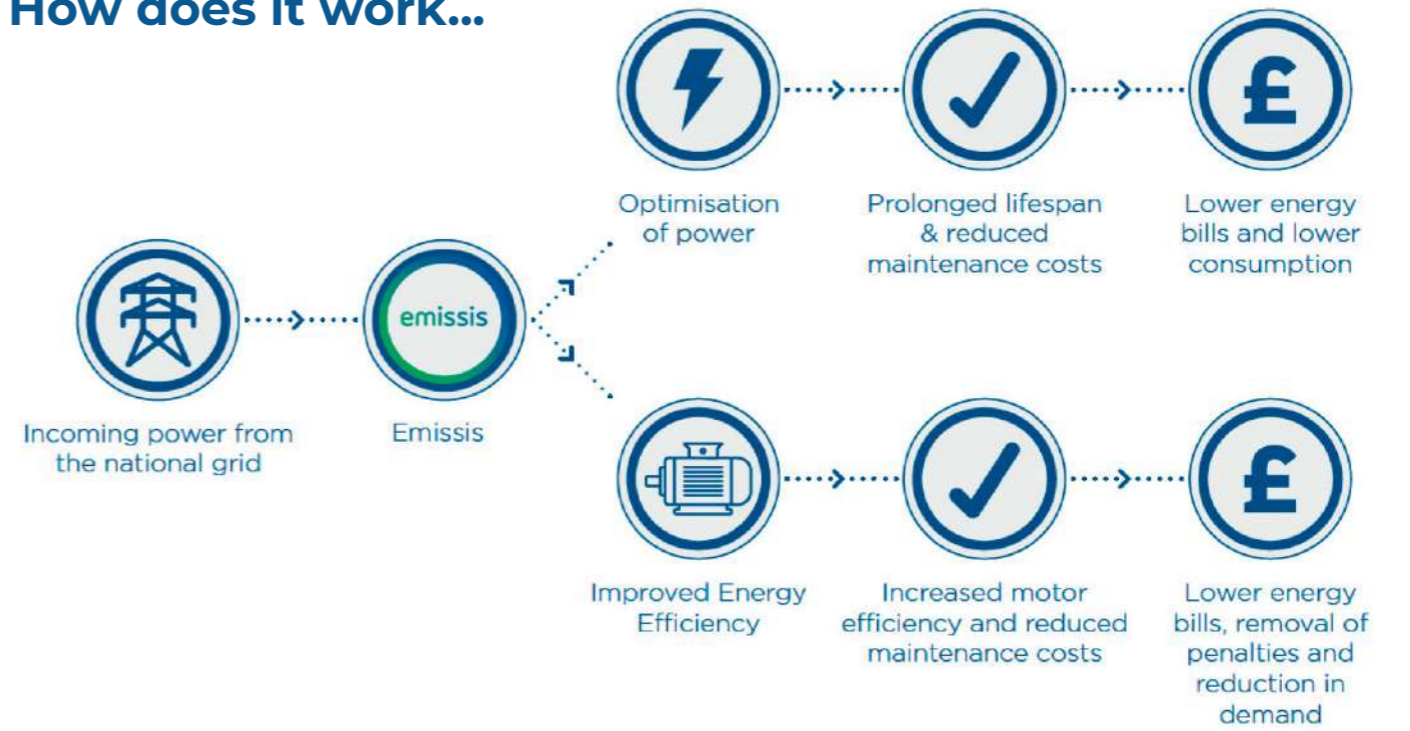 How does it work...
Optimisation
of power
Prolonged lifespan
& reduced
maintenance costs
£
Lower energy
bills and lower
consumption
Incoming power from
the national grid
emissis
Emissis
Improved Energy
Efficiency
Increased motor
efficiency and reduced
maintenance costs
£
Lower energy
bills, removal of
penalties and
reduction in
demand